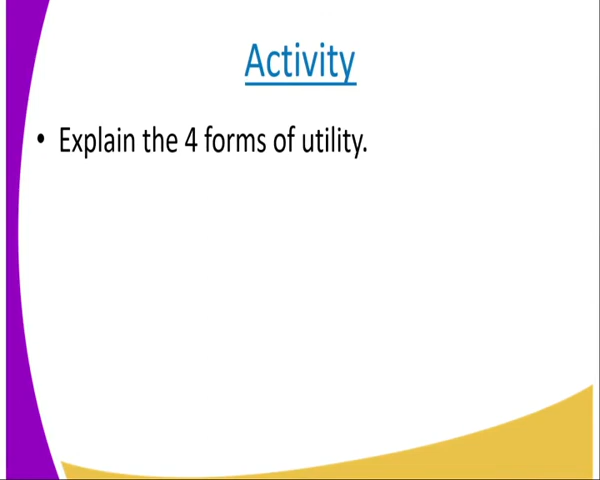 Activity
• Explain the 4 forms of utility.